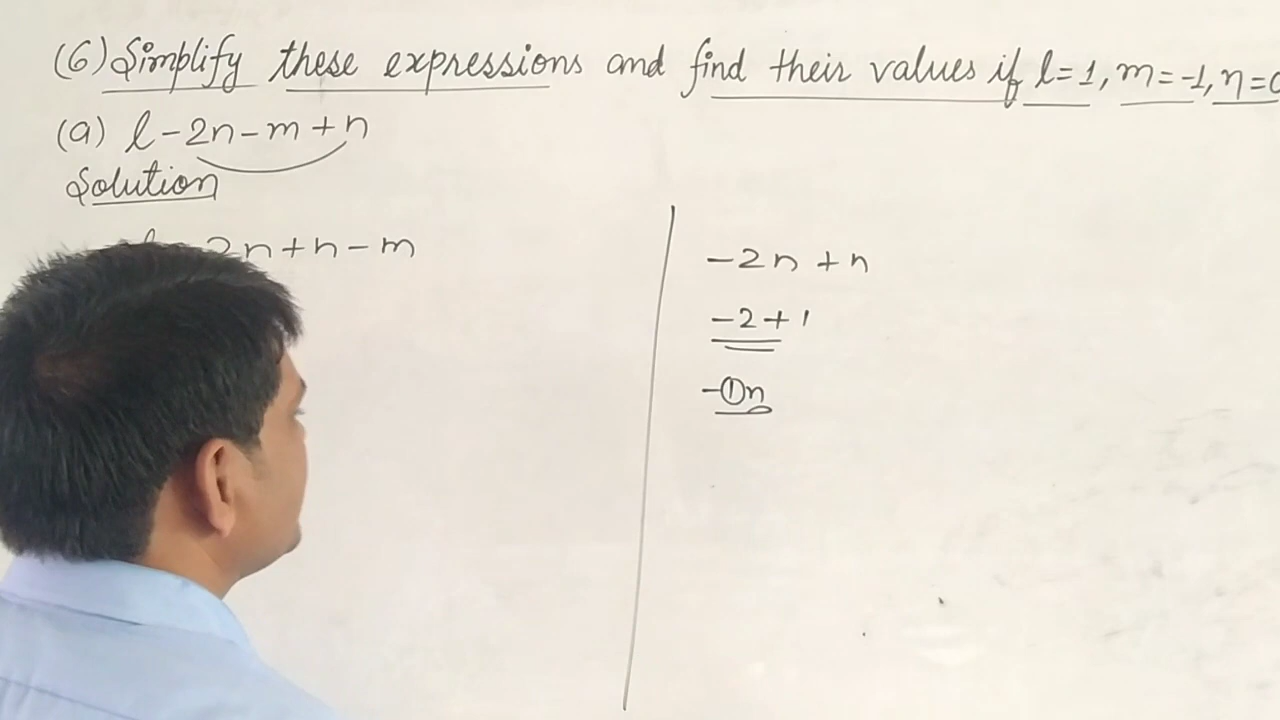 (6) Simplify these expressions and find their values if l=1, m=-1, n=0
(a) l-2n-m+n
Solution
2n+n-m
-2n+n
-2+1
-1n